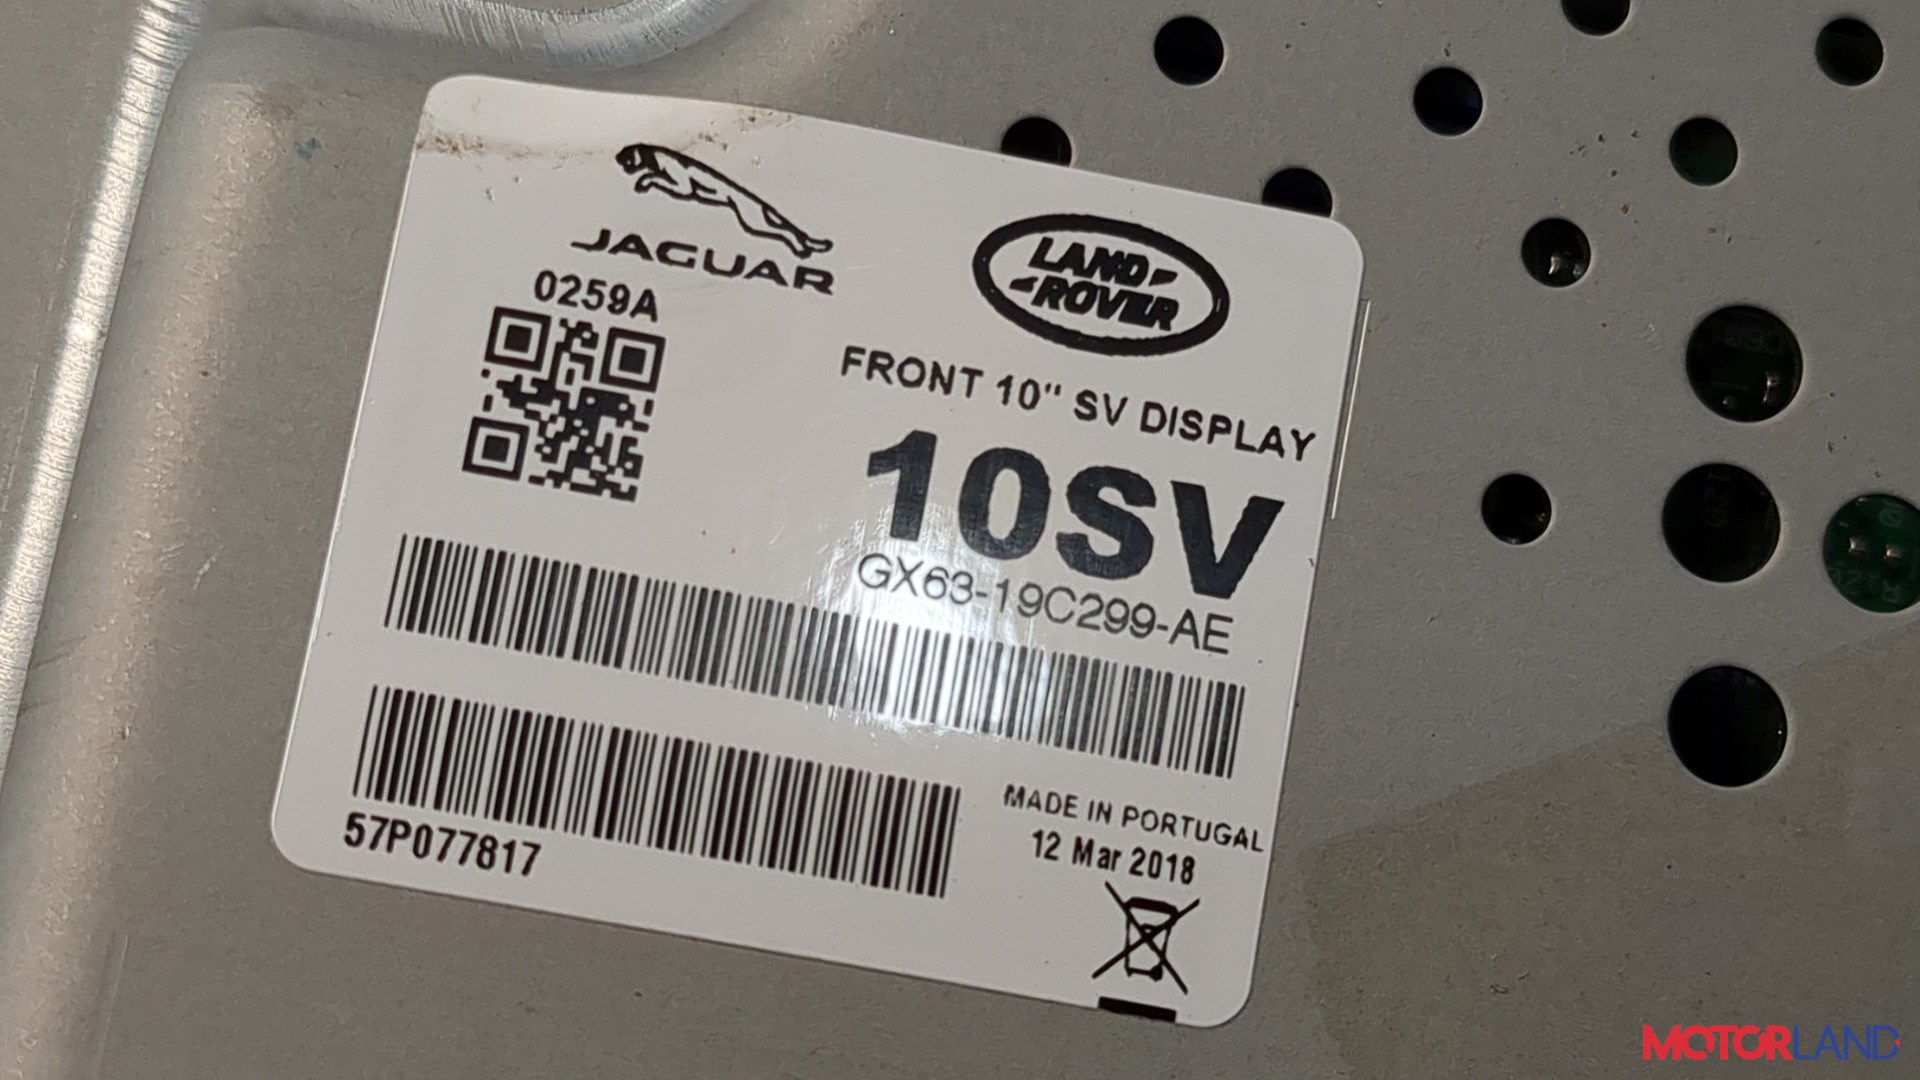 JAGUAR
LAND
ROVER
0259A
FRONT 10" SV DISPLAY
10SV
GX63-19C299-AE
57P077817
MADE IN PORTUGAL
12 Mar 2018
MOTORLAND